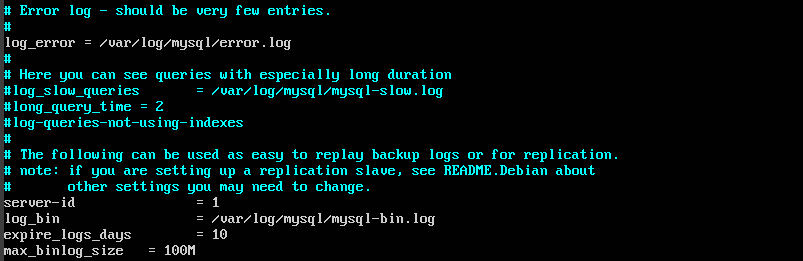 # Error log - should be very few entries.
#
log_error = /var/log/mysql/error.log
#
# Here you can see queries with especially long duration
#log_slow_queries       = /var/log/mysql/mysql-slow.log
#long_query_time = 2
#log-queries-not-using-indexes
#
# The following can be used as easy to replay backup logs or for replication.
# note: if you are setting up a replication slave, see README.Debian about
#       other settings you may need to change.
server-id               = 1
log_bin                 = /var/log/mysql/mysql-bin.log
expire_logs_days        = 10
max_binlog_size   = 100M